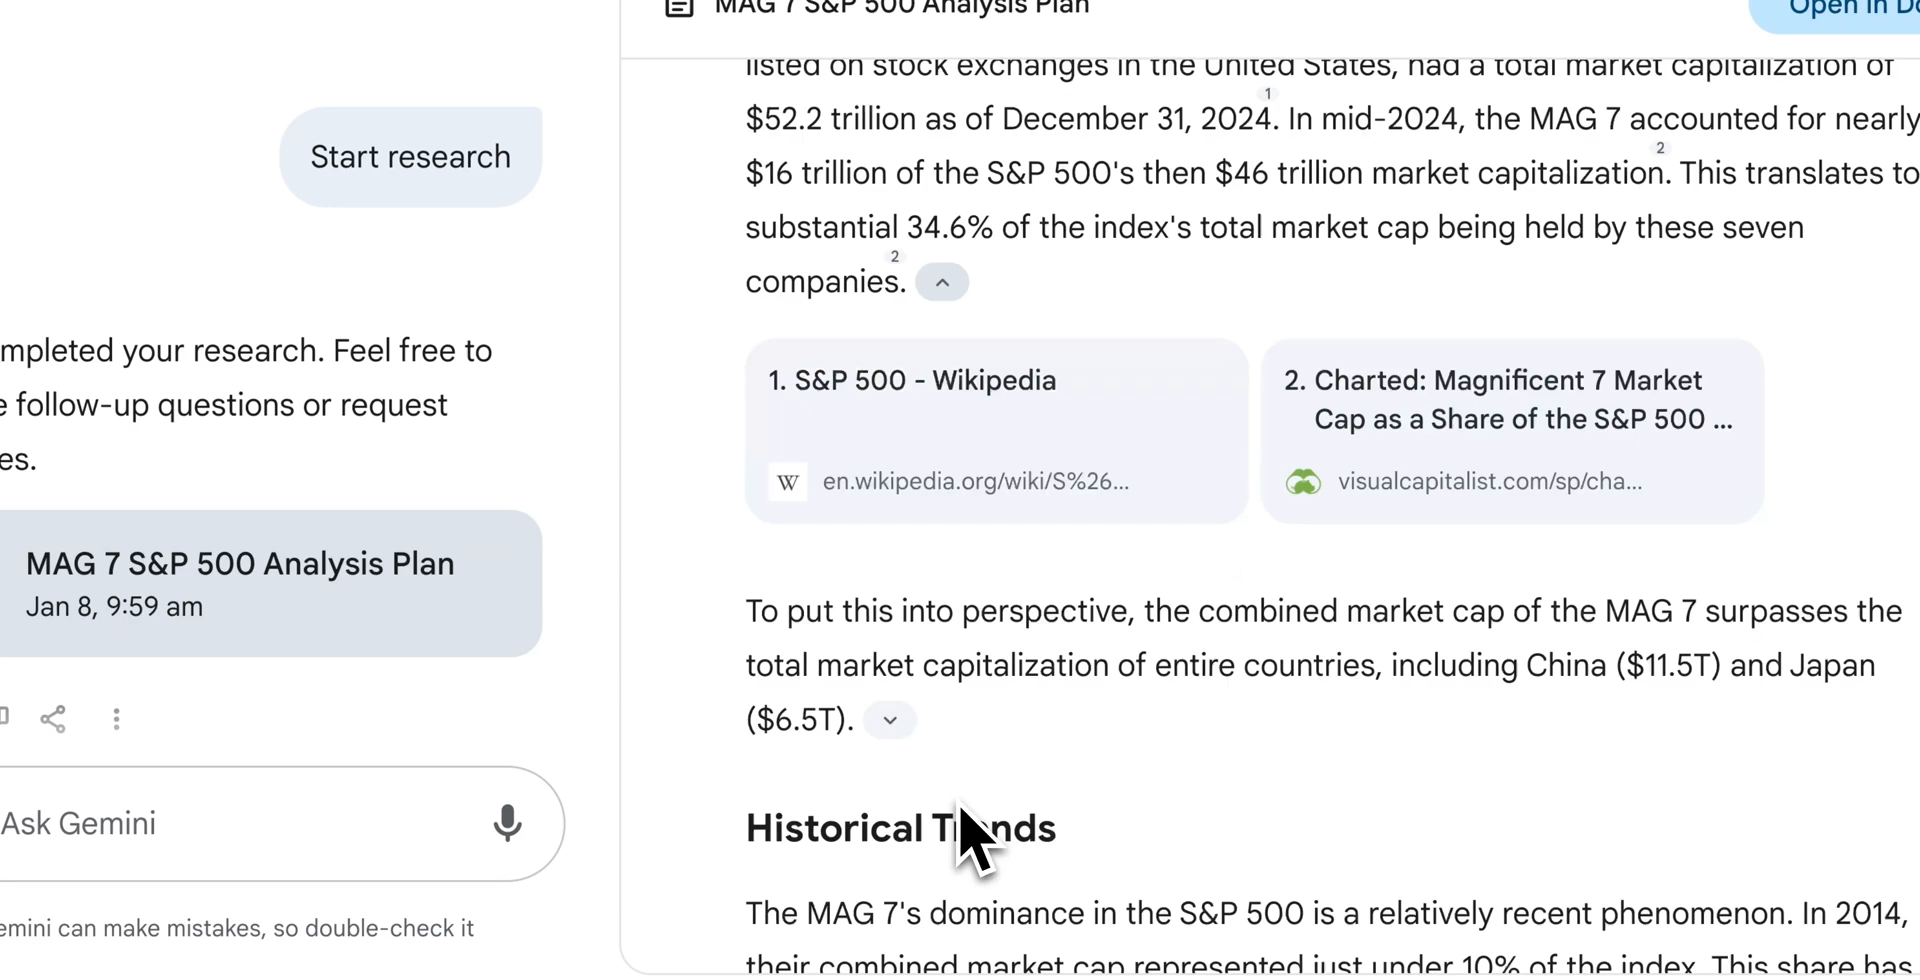 MAG 7 S&P 500 Analysis Plan
Open in Do
Start research
mpleted your research. Feel free to
e follow-up questions or request
es.
MAG 7 S&P 500 Analysis Plan
Jan 8, 9:59 am
Ask Gemini
emini can make mistakes, so double-check it
listed on stock exchanges in the United States, had a total market capitalization of
$52.2 trillion as of December 31, 2024.1 In mid-2024, the MAG 7 accounted for nearly
$16 trillion of the S&P 500's then $46 trillion market capitalization.2 This translates to
substantial 34.6% of the index's total market cap being held by these seven
companies.2
1. S&P 500 - Wikipedia
W en.wikipedia.org/wiki/S%26...
2. Charted: Magnificent 7 Market
Cap as a Share of the S&P 500 ...
visualcapitalist.com/sp/cha...
To put this into perspective, the combined market cap of the MAG 7 surpasses the
total market capitalization of entire countries, including China ($11.5T) and Japan
($6.5T).
Historical Trends
The MAG 7's dominance in the S&P 500 is a relatively recent phenomenon. In 2014,
their combined market cap represented just under 10% of the index. This share has